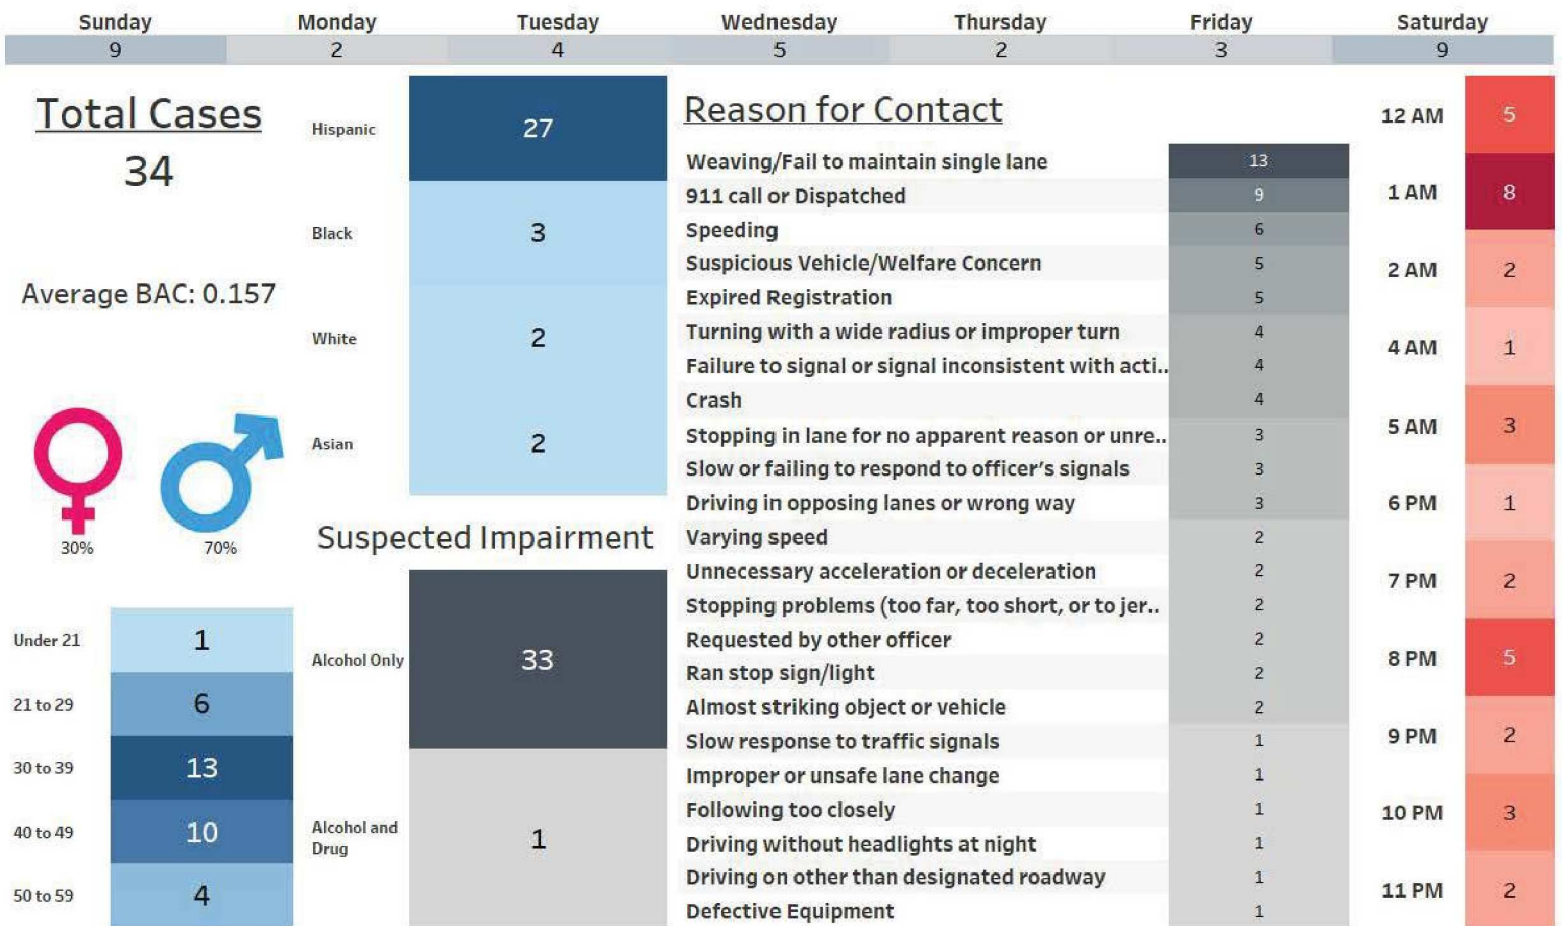 Sunday Monday Tuesday Wednesday Thursday Friday Saturday
9 2 4 5 2 3 9
Total Cases
34
Average BAC: 0.157
30% 70%
Under 21 1
21 to 29 6
30 to 39 13
40 to 49 10
50 to 59 4
Hispanic 27
Black 3
White 2
Asian 2
Suspected Impairment
Alcohol Only 33
Alcohol and
Drug 1
Reason for Contact
Weaving/Fail to maintain single lane 13
911 call or Dispatched 9
Speeding 6
Suspicious Vehicle/Welfare Concern 5
Expired Registration 5
Turning with a wide radius or improper turn 4
Failure to signal or signal inconsistent with acti.. 4
Crash 4
Stopping in lane for no apparent reason or unre.. 3
Slow or failing to respond to officer's signals 3
Driving in opposing lanes or wrong way 3
Varying speed 2
Unnecessary acceleration or deceleration 2
Stopping problems (too far, too short, or to jer.. 2
Requested by other officer 2
Ran stop sign/light 2
Almost striking object or vehicle 2
Slow response to traffic signals 1
Improper or unsafe lane change 1
Following too closely 1
Driving without headlights at night 1
Driving on other than designated roadway 1
Defective Equipment 1
12 AM 5
1 AM 8
2 AM 2
4 AM 1
5 AM 3
6 PM 1
7 PM 2
8 PM 5
9 PM 2
10 PM 3
11 PM 2